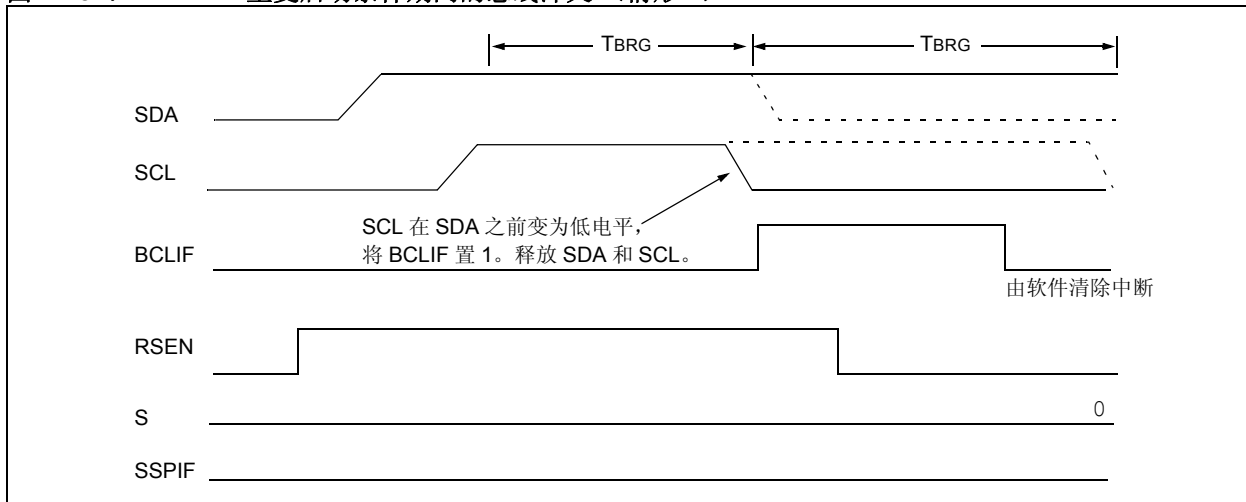 TBRG TBRG
SDA
SCL
SCL 在 SDA 之前变为低电平，
将 BCLIF 置 1。释放 SDA 和 SCL。
BCLIF
由软件清除中断
RSEN
S 0
SSPIF